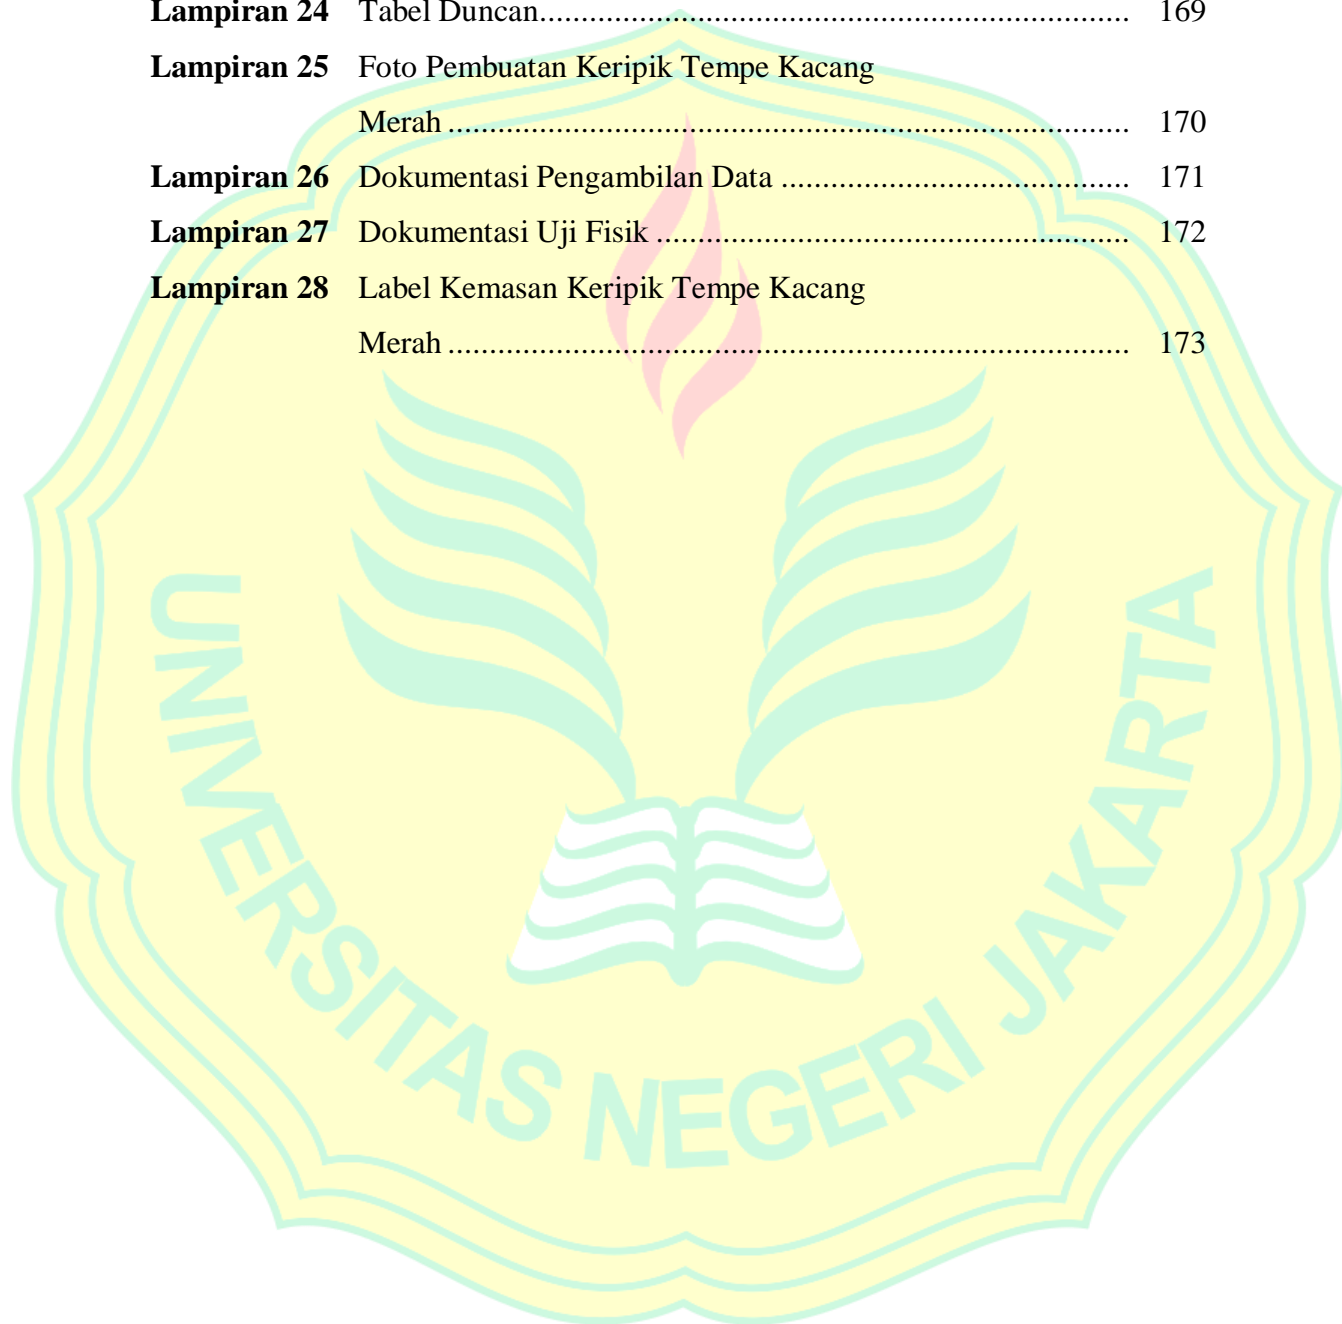 Lampiran 24 Tabel Duncan.......................................................................... 169
Lampiran 25 Foto Pembuatan Keripik Tempe Kacang
Merah ..................................................................................... 170
Lampiran 26 Dokumentasi Pengambilan Data ............................................ 171
Lampiran 27 Dokumentasi Uji Fisik ........................................................... 172
Lampiran 28 Label Kemasan Keripik Tempe Kacang
Merah ..................................................................................... 173
UNIVERSITAS NEGERI JAKARTA